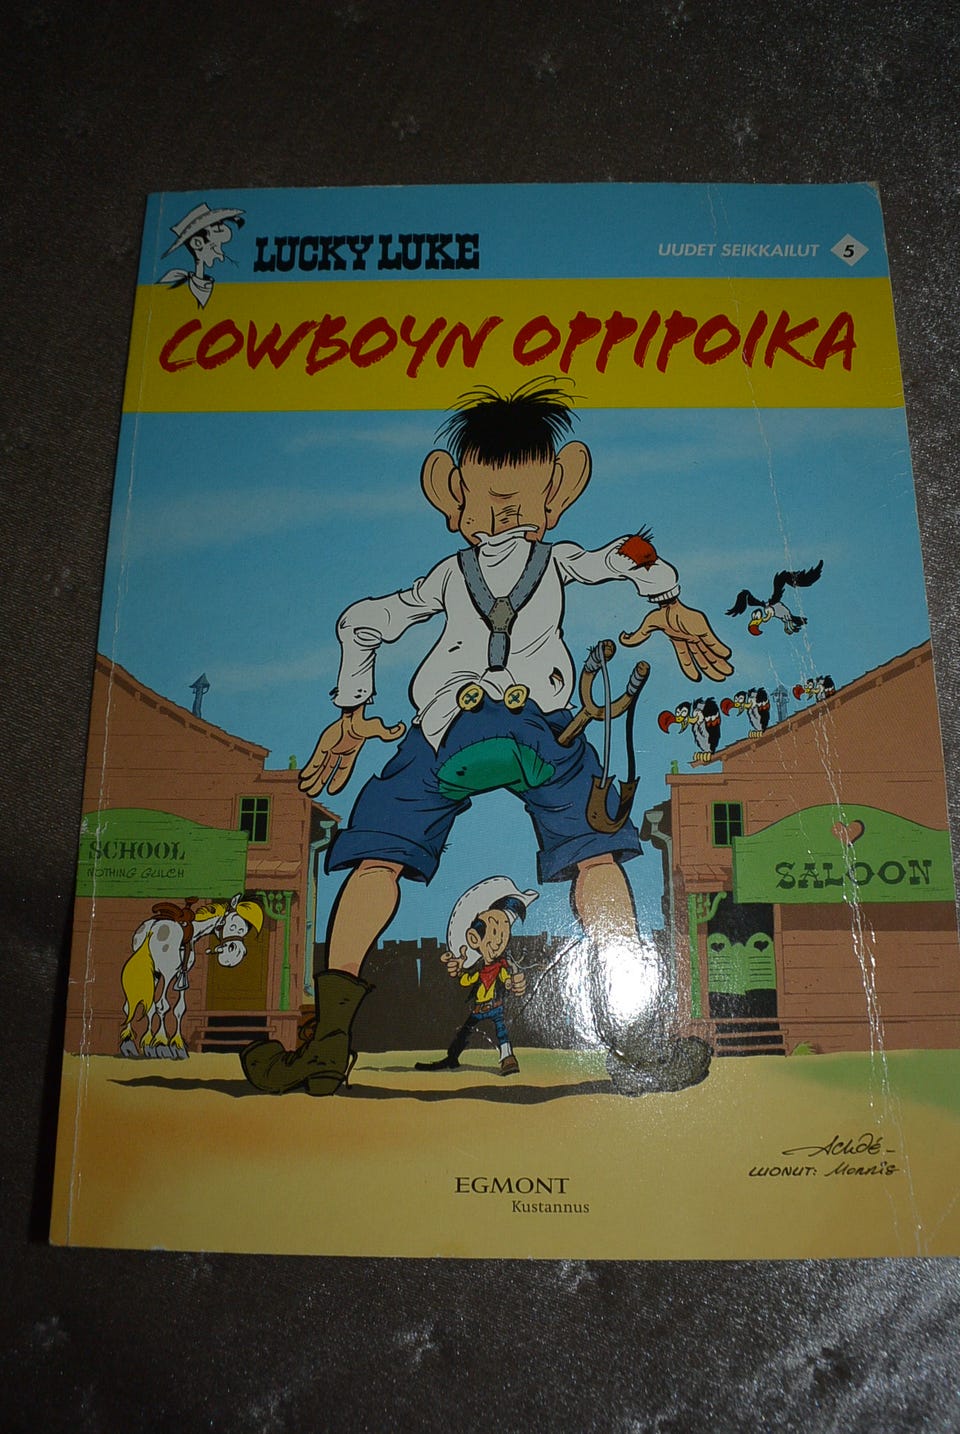 LUCKY LUKE
UUDET SEIKKAILUT 5
COWBOYN OPPIPOIKA
SCHOOL
NOTHING GULCH
SALOON
Achdé-
LUONUT: Morris
EGMONT
Kustannus